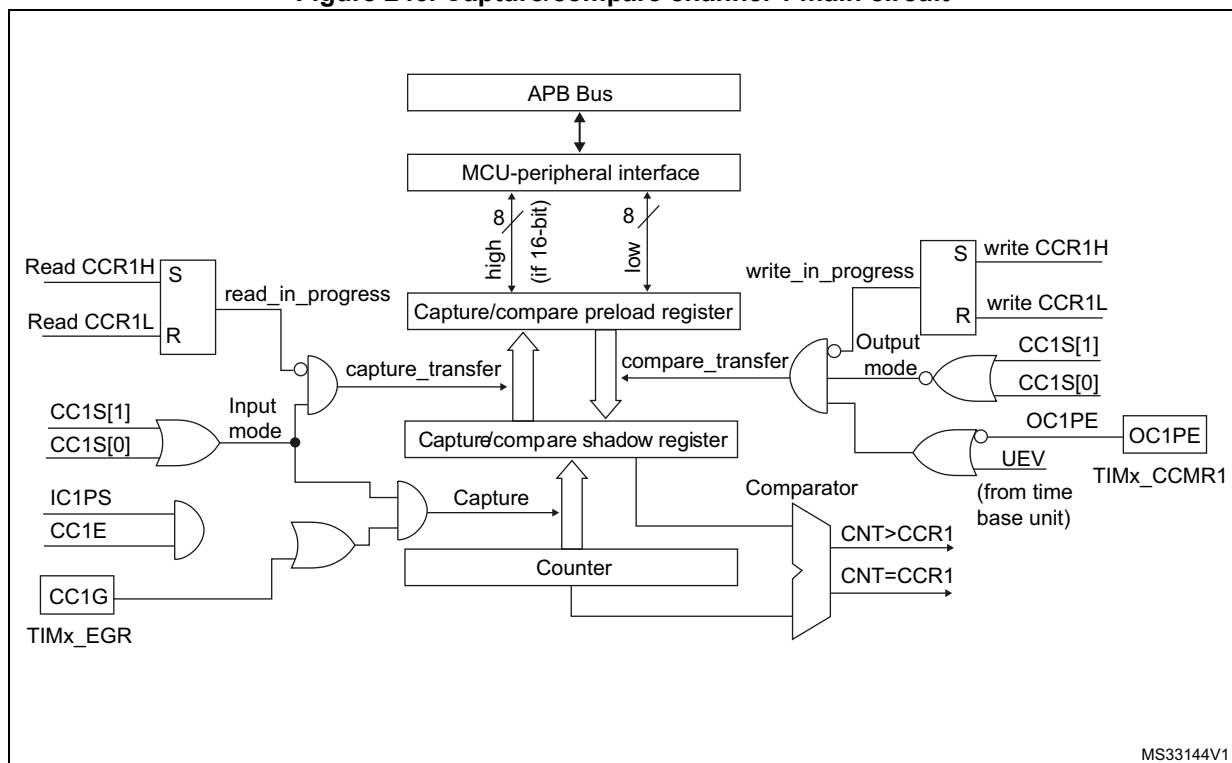 APB Bus
MCU-peripheral interface
8
high
(if 16-bit)
8
low
Read CCR1H
S
read_in_progress
Read CCR1L
R
Capture/compare preload register
write_in_progress
S
write CCR1H
R
write CCR1L
capture_transfer
compare_transfer
Output
mode
CC1S[1]
CC1S[0]
CC1S[1]
CC1S[0]
Input
mode
Capture/compare shadow register
OC1PE
OC1PE
UEV
TIMx_CCMR1
(from time
base unit)
IC1PS
CC1E
Capture
Comparator
CNT>CCR1
Counter
CNT=CCR1
CC1G
TIMx_EGR
MS33144V1